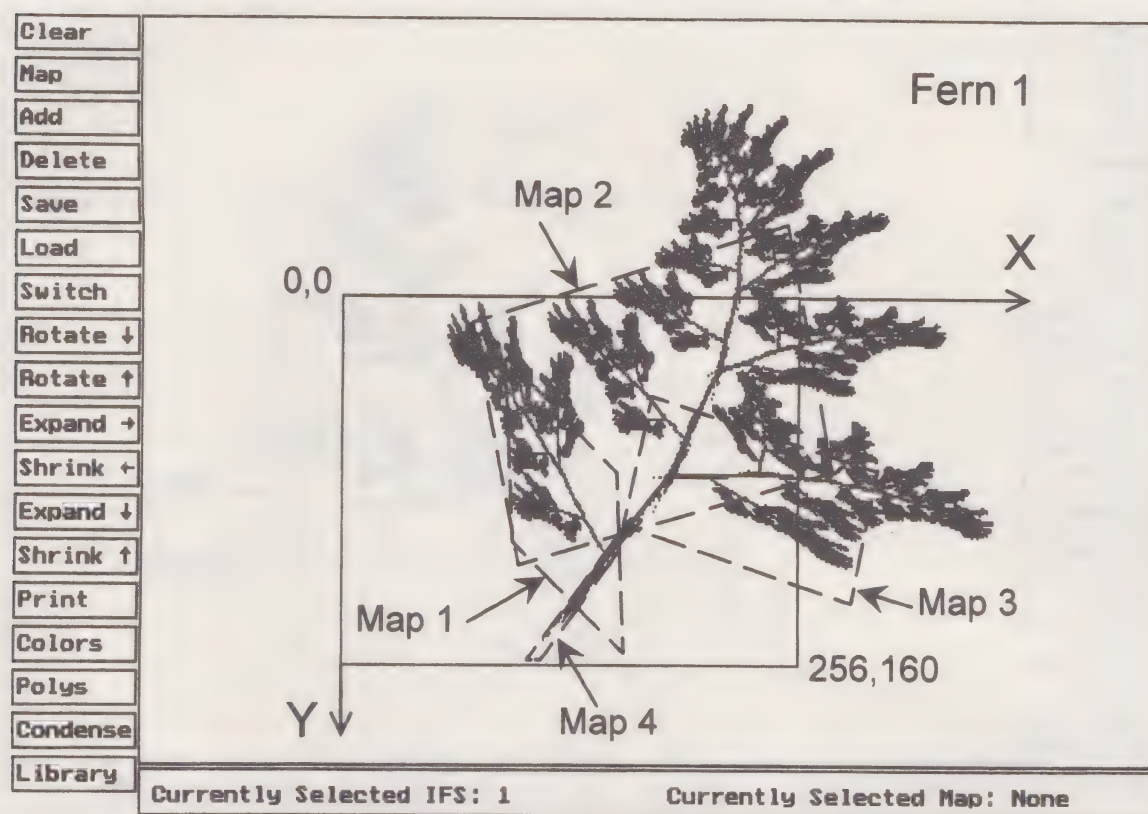 Clear
Map
Add
Delete
Save
Load
Switch
Rotate ↓
Rotate ↑
Expand →
Shrink ←
Expand ↓
Shrink ↑
Print
Colors
Polys
Condense
Library
Fern 1
Map 2
X
0,0
Map 1
Map 3
256,160
Y
Map 4
Currently Selected IFS: 1
Currently Selected Map: None